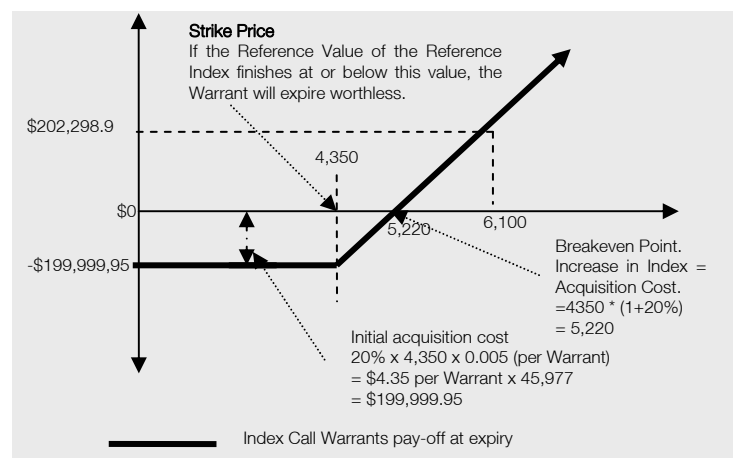 Strike Price
If the Reference Value of the Reference
Index finishes at or below this value, the
Warrant will expire worthless.
$202,298.9
4,350
$0
5,220
6,100
-$199,999,95
Breakeven Point.
Increase in Index =
Acquisition Cost.
=4350 * (1+20%)
= 5,220
Initial acquisition cost
20% x 4,350 x 0.005 (per Warrant)
= $4.35 per Warrant x 45,977
= $199,999.95
Index Call Warrants pay-off at expiry